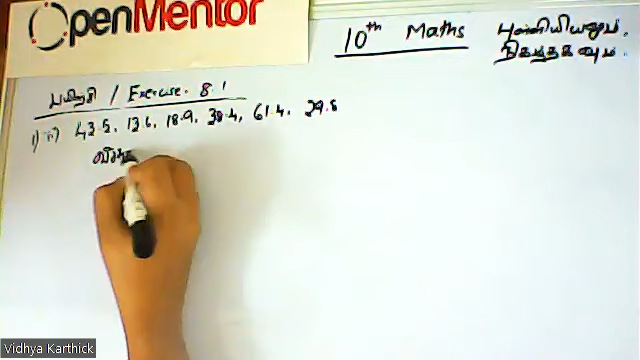 OpenMentor
10th Maths புள்ளியியலும்
நிகழ்தகவும்
பயிற்சி / Exercise. 8.1
1) ii) 43.5, 13.6, 18.9, 38.4, 61.4, 29.8
Vidhya Karthick